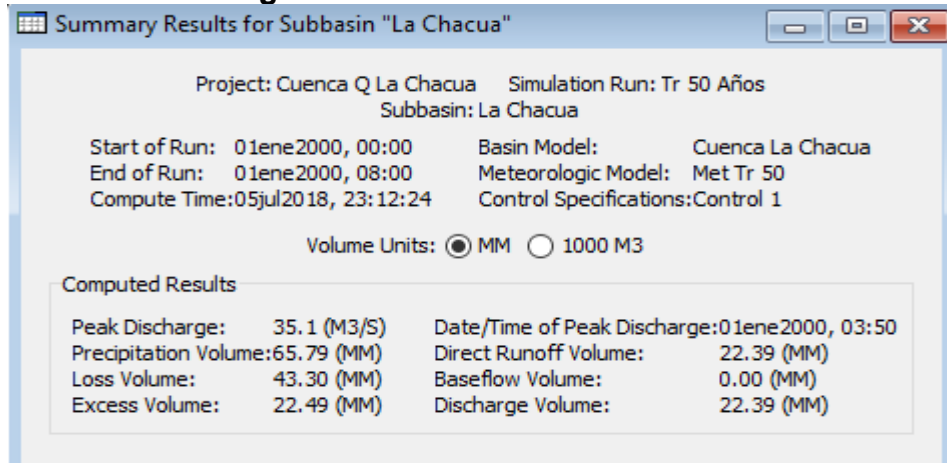 Summary Results for Subbasin "La Chacua"
Project: Cuenca Q La Chacua Simulation Run: Tr 50 Años
Subbasin: La Chacua
Start of Run: 01ene2000, 00:00 Basin Model: Cuenca La Chacua
End of Run: 01ene2000, 08:00 Meteorologic Model: Met Tr 50
Compute Time:05jul2018, 23:12:24 Control Specifications:Control 1
Volume Units: MM 1000 M3
Computed Results
Peak Discharge: 35.1 (M3/S) Date/Time of Peak Discharge:01ene2000, 03:50
Precipitation Volume:65.79 (MM) Direct Runoff Volume: 22.39 (MM)
Loss Volume: 43.30 (MM) Baseflow Volume: 0.00 (MM)
Excess Volume: 22.49 (MM) Discharge Volume: 22.39 (MM)